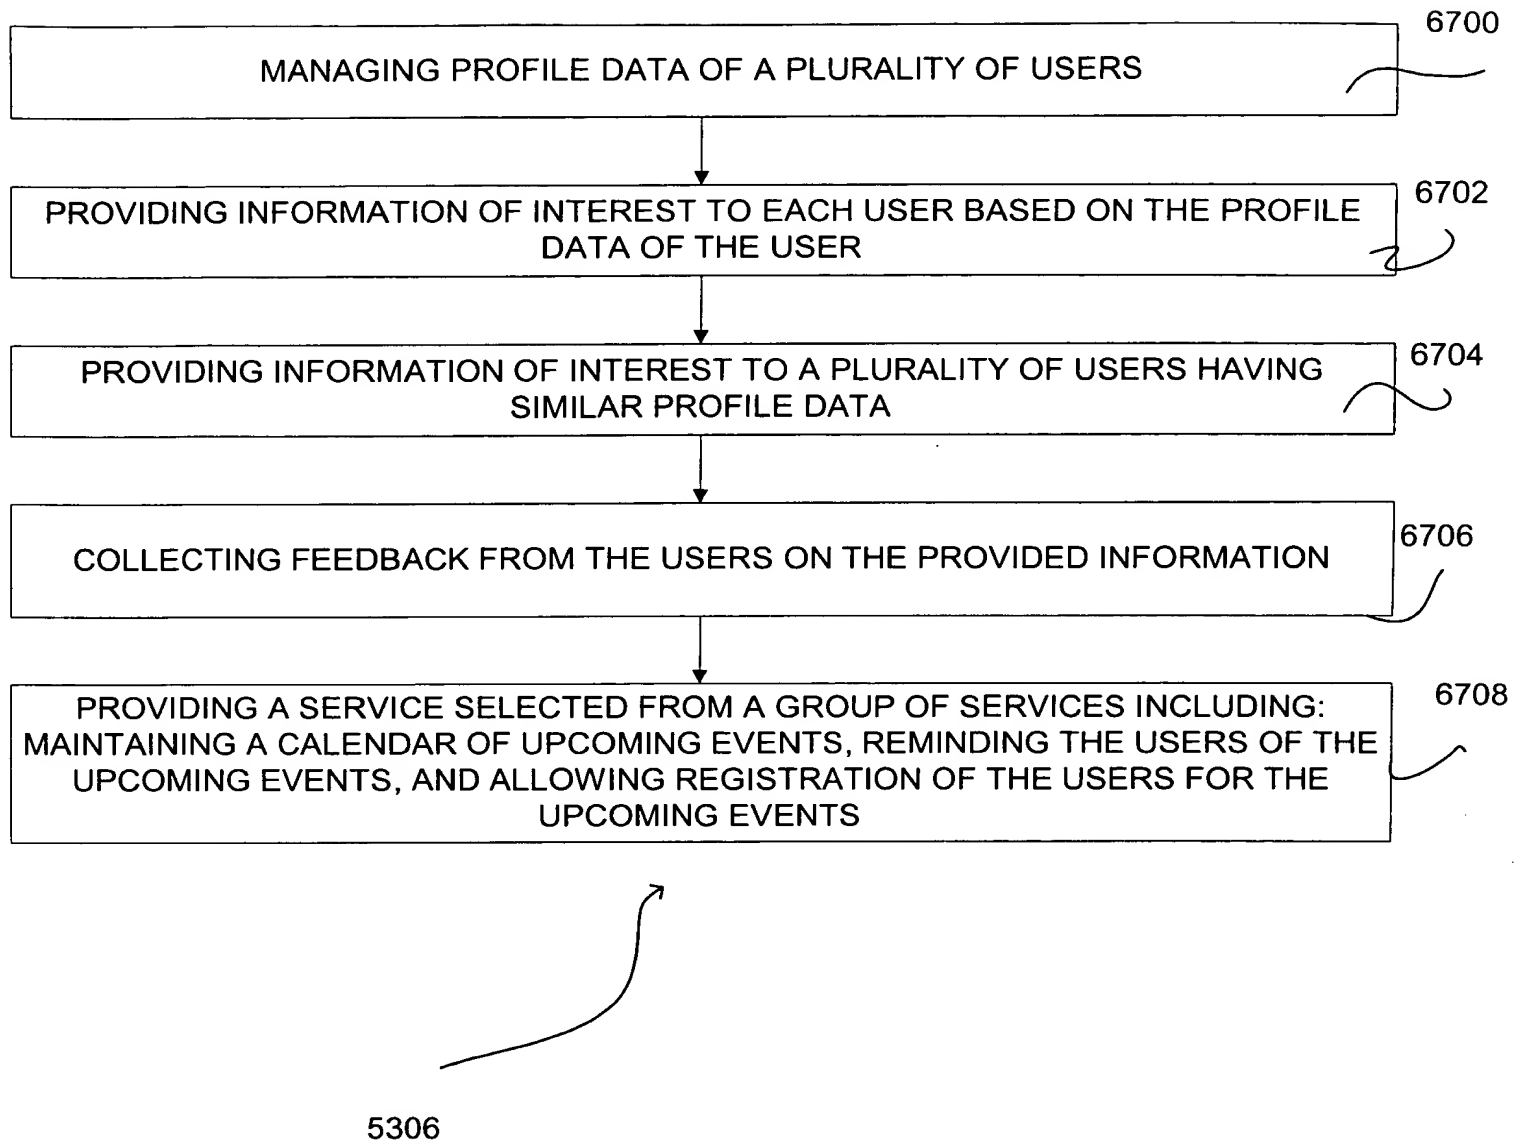 6700
MANAGING PROFILE DATA OF A PLURALITY OF USERS
6702
PROVIDING INFORMATION OF INTEREST TO EACH USER BASED ON THE PROFILE
DATA OF THE USER
6704
PROVIDING INFORMATION OF INTEREST TO A PLURALITY OF USERS HAVING
SIMILAR PROFILE DATA
6706
COLLECTING FEEDBACK FROM THE USERS ON THE PROVIDED INFORMATION
6708
PROVIDING A SERVICE SELECTED FROM A GROUP OF SERVICES INCLUDING:
MAINTAINING A CALENDAR OF UPCOMING EVENTS, REMINDING THE USERS OF THE
UPCOMING EVENTS, AND ALLOWING REGISTRATION OF THE USERS FOR THE
UPCOMING EVENTS
5306